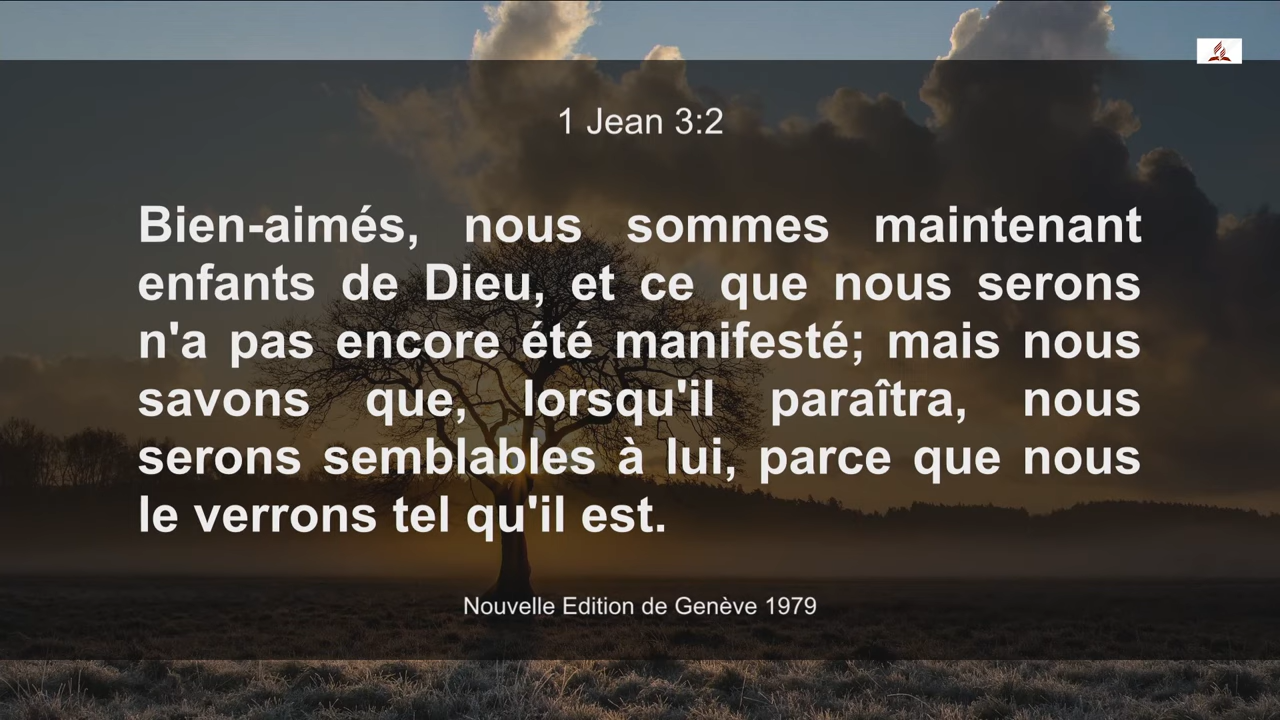 1 Jean 3:2
Bien-aimés, nous sommes maintenant
enfants de Dieu, et ce que nous serons
n'a pas encore été manifesté; mais nous
savons que, lorsqu'il paraîtra, nous
serons semblables à lui, parce que nous
le verrons tel qu'il est.
Nouvelle Edition de Genève 1979